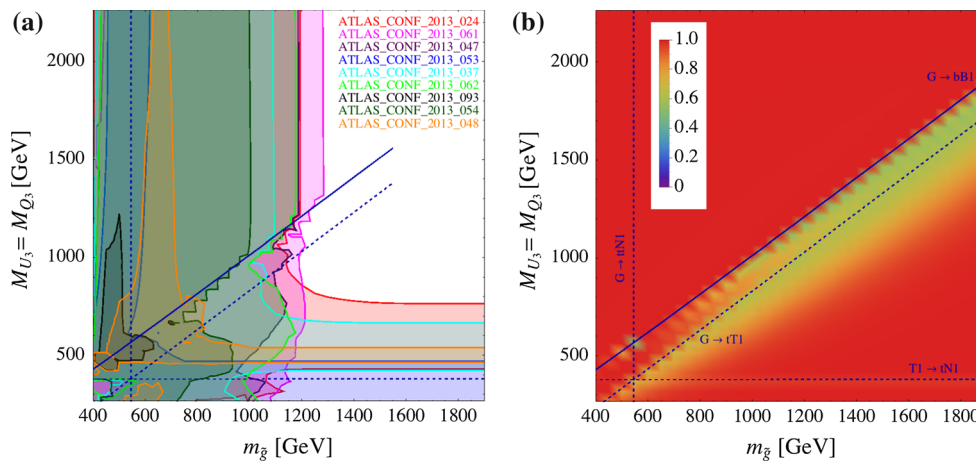 (a)
ATLAS_CONF_2013_024
ATLAS_CONF_2013_061
ATLAS_CONF_2013_047
ATLAS_CONF_2013_053
ATLAS_CONF_2013_037
ATLAS_CONF_2013_062
ATLAS_CONF_2013_093
ATLAS_CONF_2013_054
ATLAS_CONF_2013_048
2000
1500
1000
500
M_{U_3} = M_{Q_3} [GeV]
400 600 800 1000 1200 1400 1600 1800
m_{g̃} [GeV]
(b)
1.0
0.8
0.6
0.4
0.2
0
G → bB1
G → ttN1
G → tT1
T1 → tN1
2000
1500
1000
500
M_{U_3} = M_{Q_3} [GeV]
400 600 800 1000 1200 1400 1600 1800
m_{g̃} [GeV]